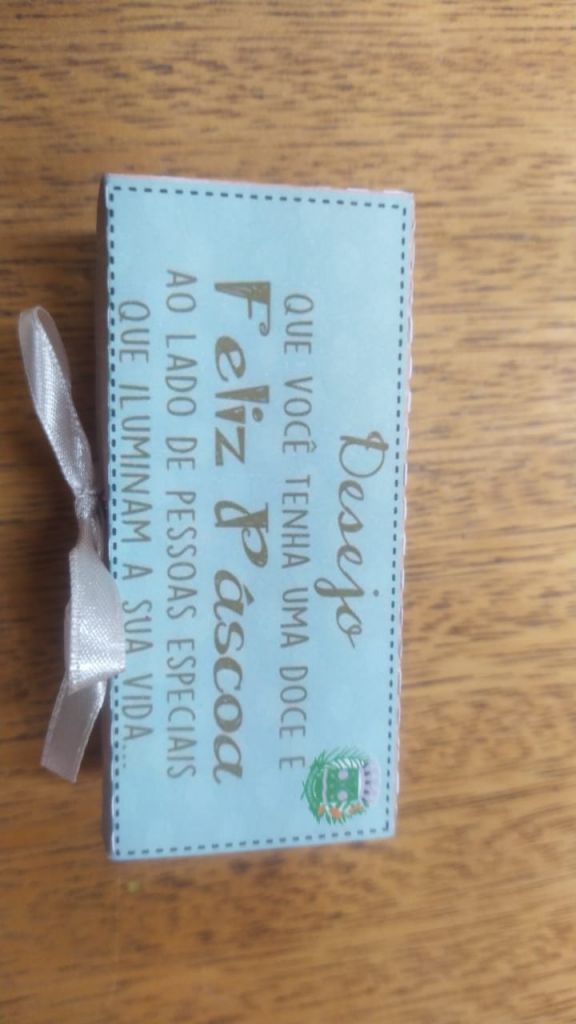 Desejo
QUE VOCÊ TENHA UMA DOCE E
Feliz Páscoa
AO LADO DE PESSOAS ESPECIAIS
QUE ILUMINAM A SUA VIDA...